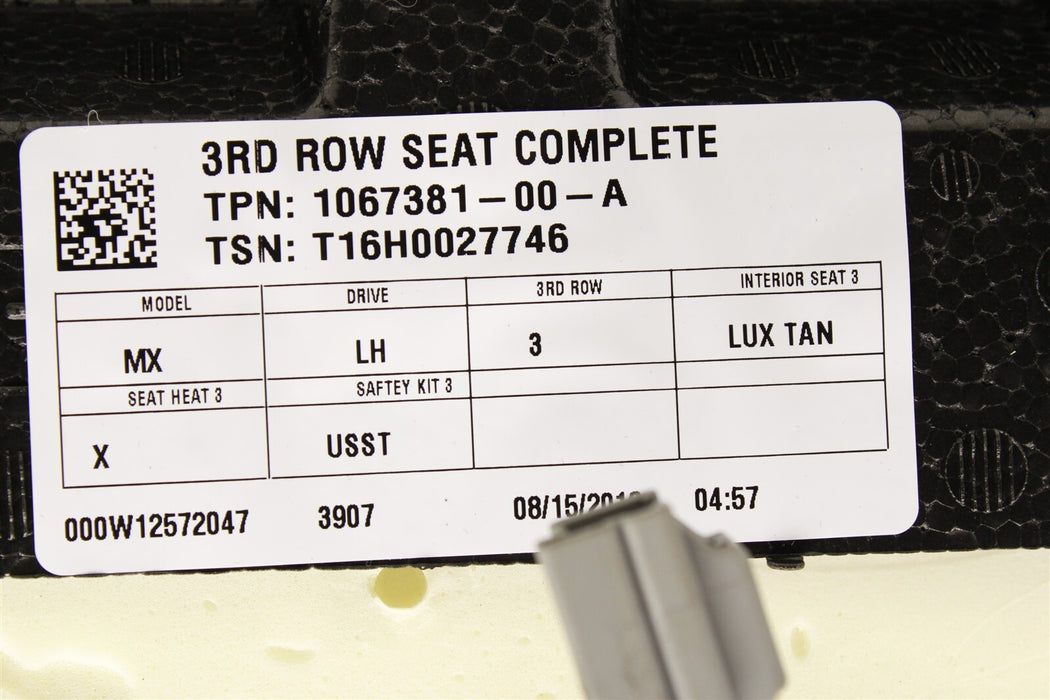 3RD ROW SEAT COMPLETE
TPN: 1067381-00-A
TSN: T16H0027746
MODEL DRIVE 3RD ROW INTERIOR SEAT 3
MX LH 3 LUX TAN
SEAT HEAT 3 SAFTEY KIT 3
X USST
000W12572047 3907 04:57